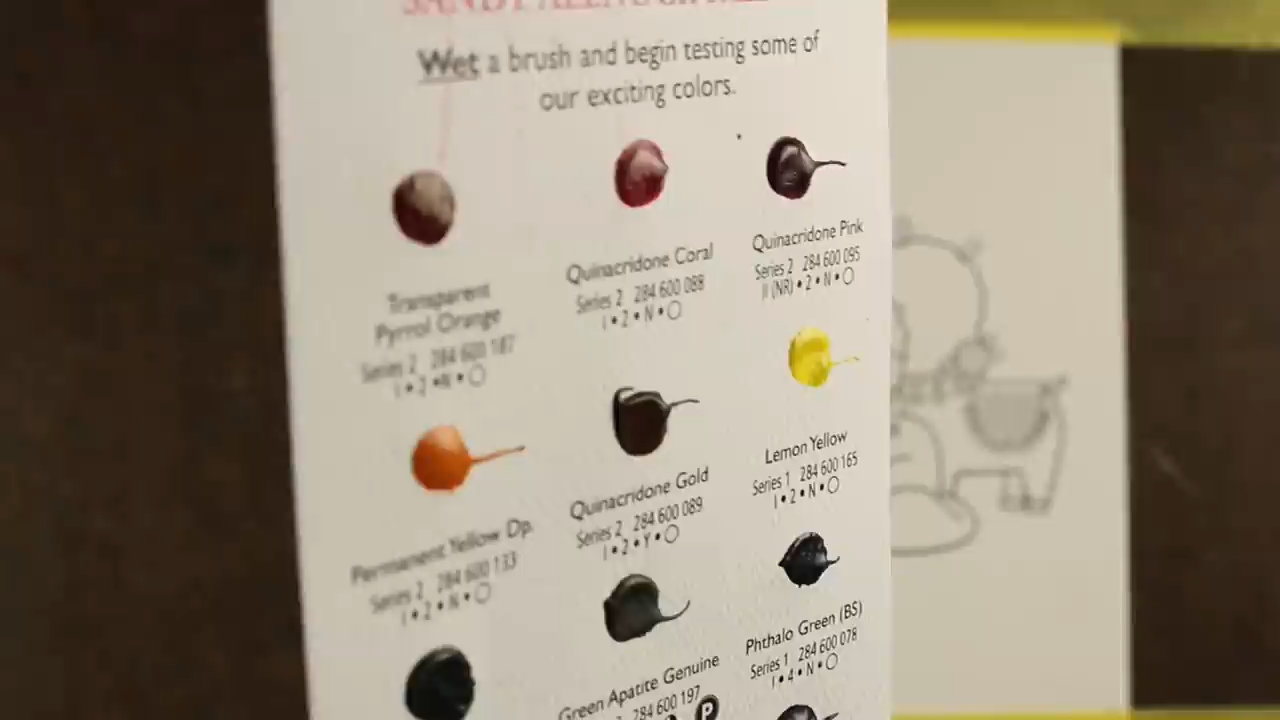 Wet a brush and begin testing some of
our exciting colors.
Transparent
Pyrrol Orange
Series 2 284 600 187
I • 2 • N • ○
Quinacridone Coral
Series 2 284 600 088
I • 2 • N • ○
Quinacridone Pink
Series 2 284 600 095
II (NR) • 2 • N • ○
Permanent Yellow Dp.
Series 2 284 600 133
I • 2 • N • ○
Quinacridone Gold
Series 2 284 600 089
I • 2 • Y • ○
Lemon Yellow
Series 1 284 600 165
I • 2 • N • ○
Green Apatite Genuine
284 600 197
P
Phthalo Green (BS)
Series 1 284 600 078
I • 4 • N • ○